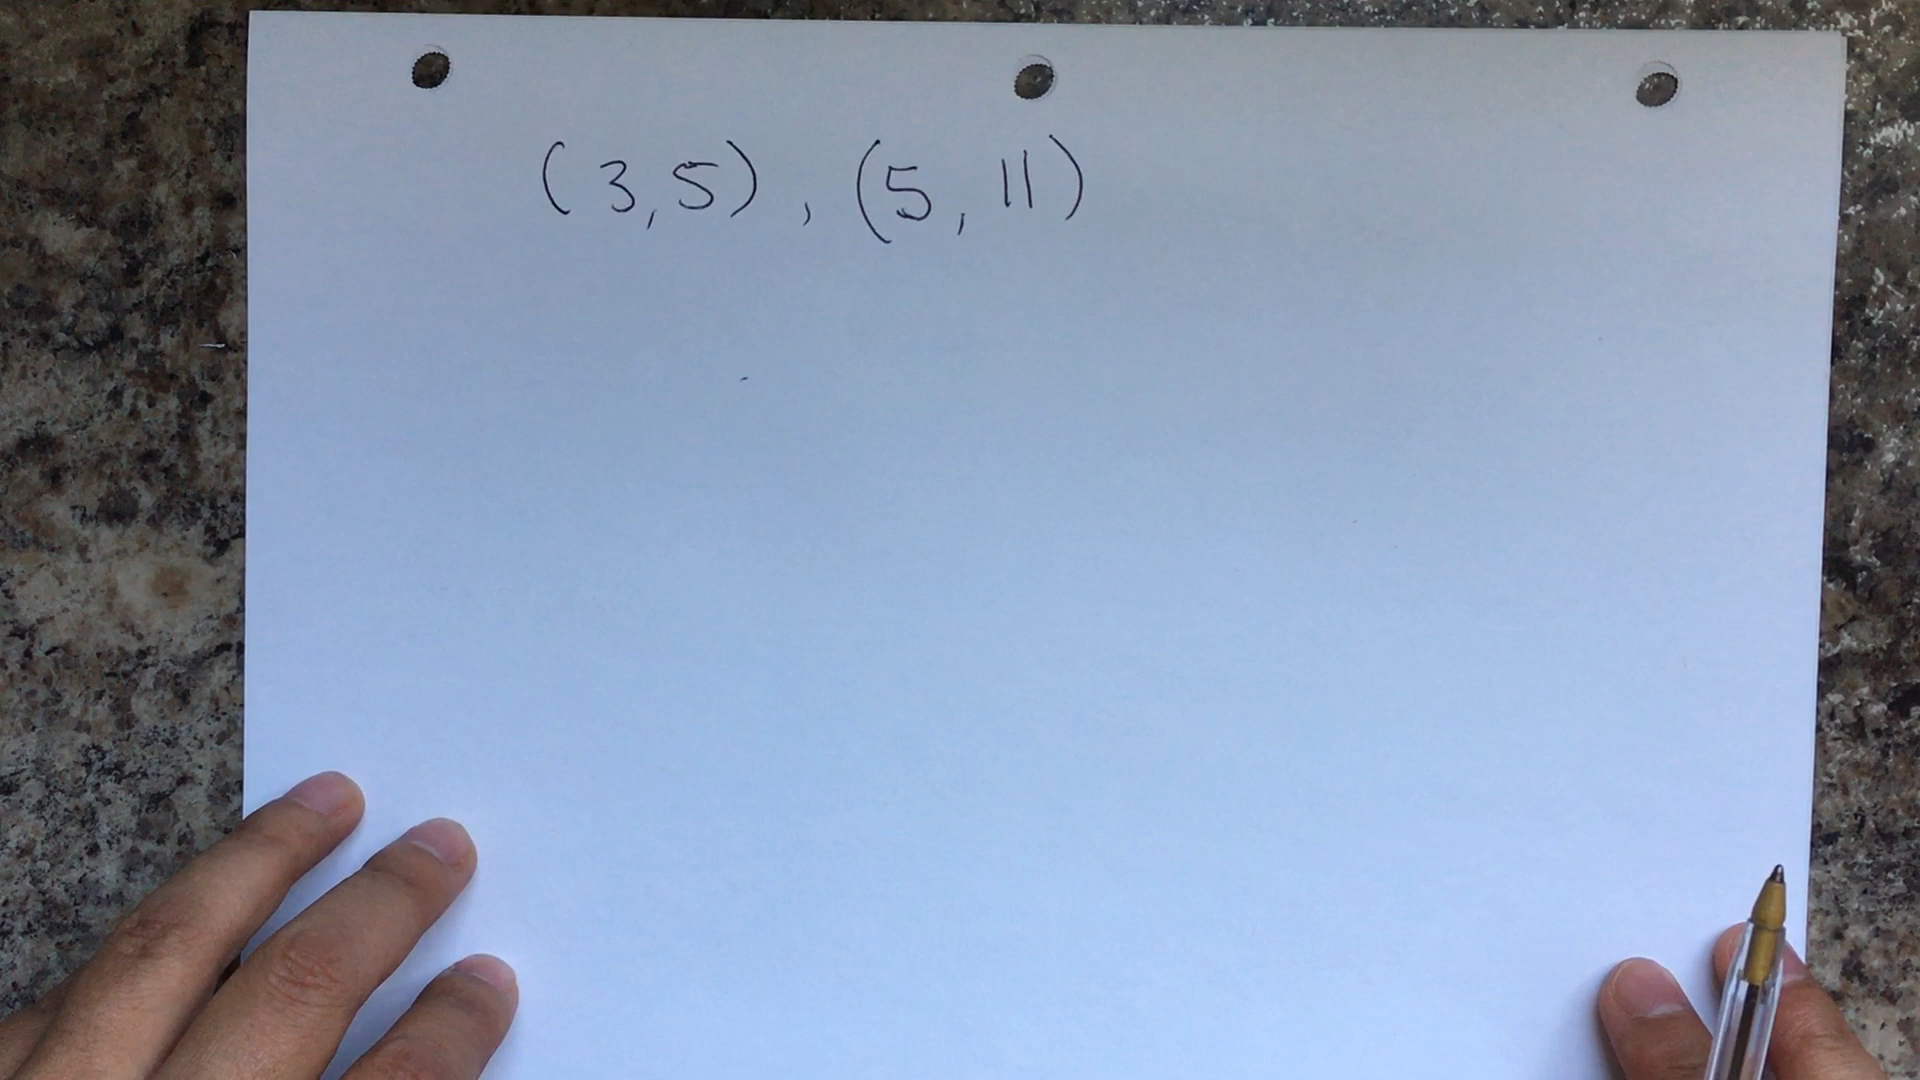 (3,5), (5, 11)